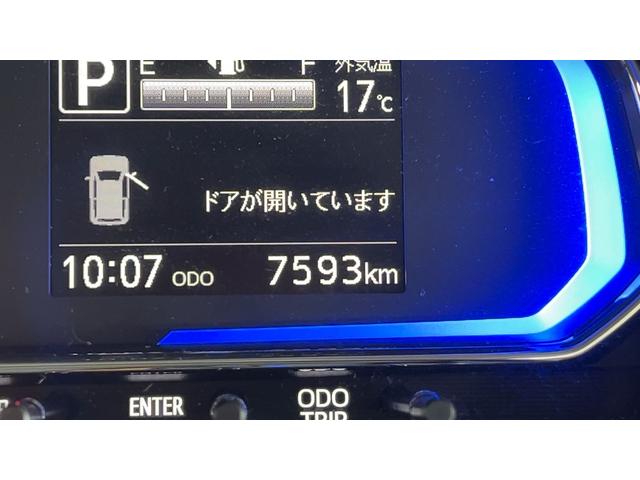 P E F 外気温
17℃
ドアが開いています
10:07 ODO 7593km
ENTER ODO
TRIP